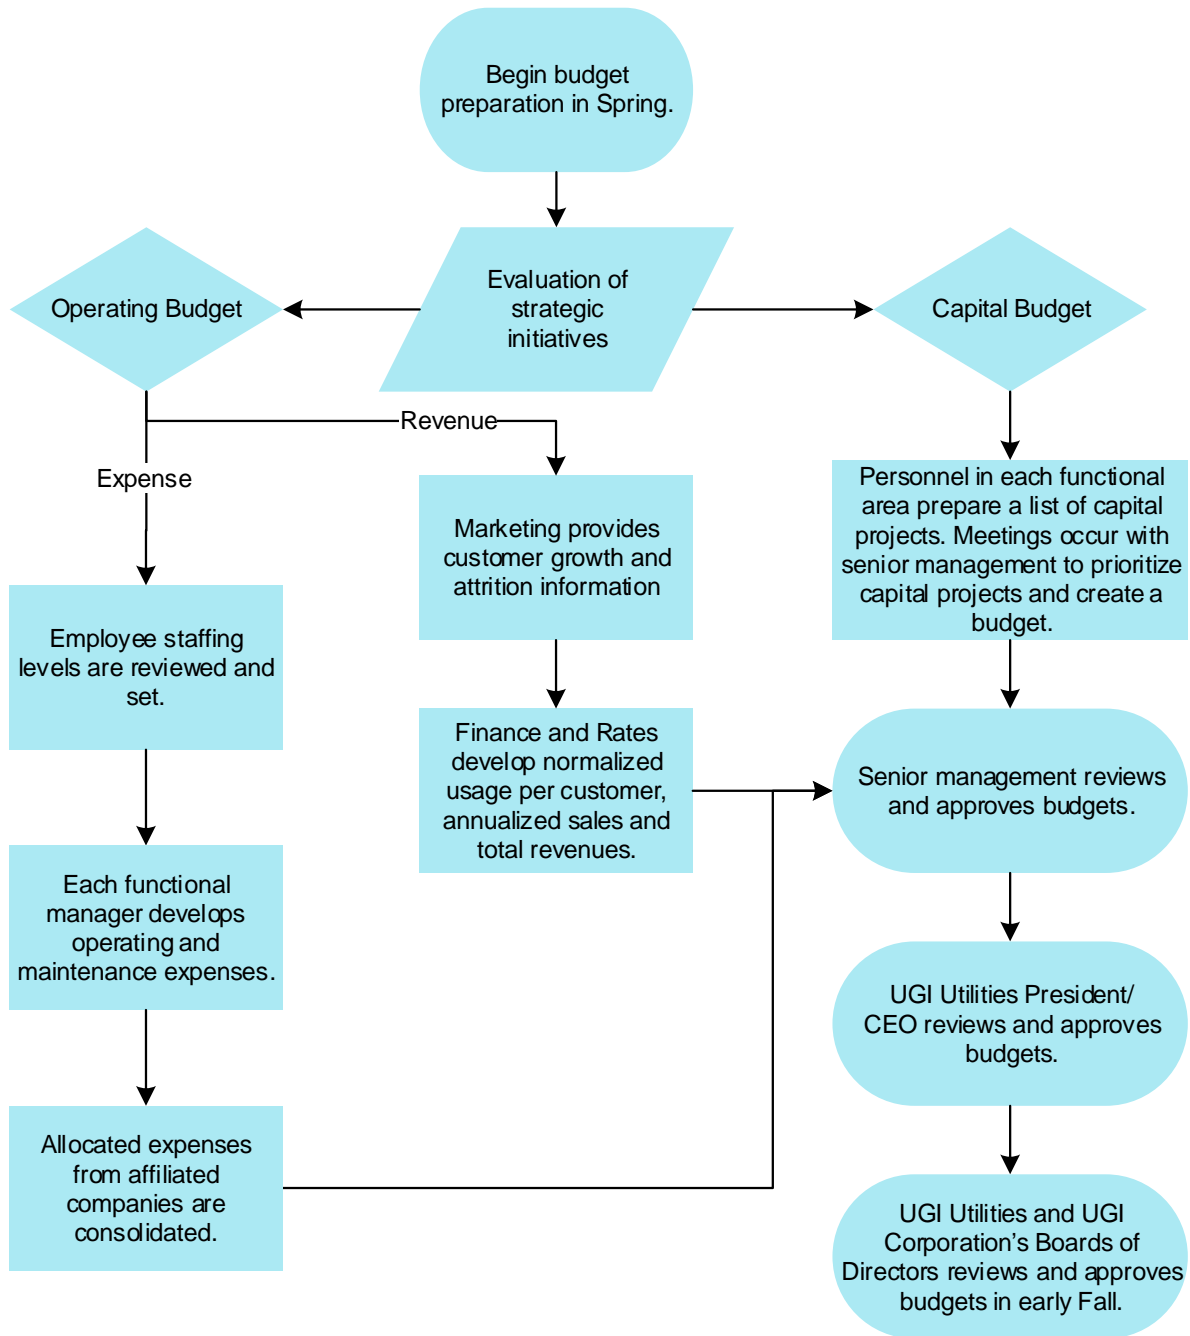 Begin budget
preparation in Spring.
Operating Budget
Evaluation of
strategic
initiatives
Capital Budget
Revenue
Expense
Marketing provides
customer growth and
attrition information
Personnel in each functional
area prepare a list of capital
projects. Meetings occur with
senior management to prioritize
capital projects and create a
budget.
Employee staffing
levels are reviewed and
set.
Finance and Rates
develop normalized
usage per customer,
annualized sales and
total revenues.
Senior management reviews
and approves budgets.
Each functional
manager develops
operating and
maintenance expenses.
UGI Utilities President/
CEO reviews and approves
budgets.
Allocated expenses
from affiliated
companies are
consolidated.
UGI Utilities and UGI
Corporation’s Boards of
Directors reviews and approves
budgets in early Fall.